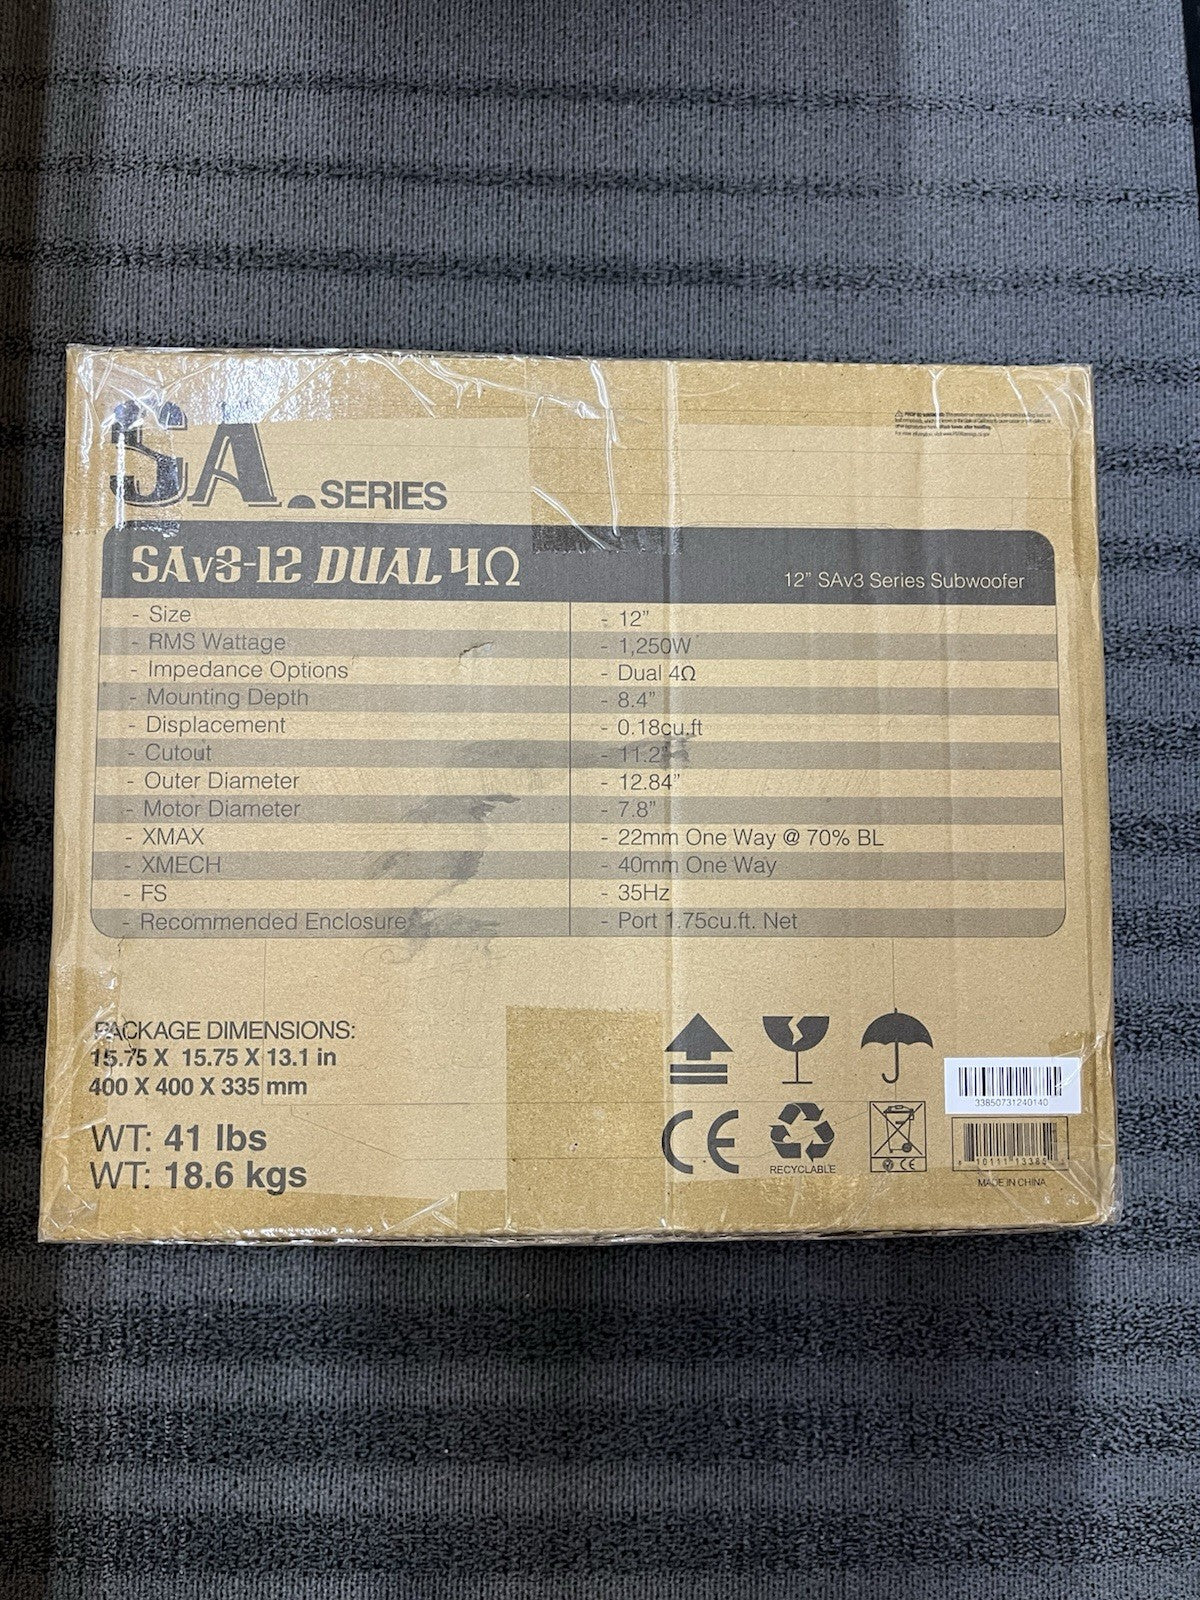 SA. SERIES
SAv3-12 DUAL 4Ω
12” SAv3 Series Subwoofer
- Size - 12”
- RMS Wattage - 1,250W
- Impedance Options - Dual 4Ω
- Mounting Depth - 8.4”
- Displacement - 0.18cu.ft
- Cutout - 11.2”
- Outer Diameter - 12.84”
- Motor Diameter - 7.8”
- XMAX - 22mm One Way @ 70% BL
- XMECH - 40mm One Way
- FS - 35Hz
- Recommended Enclosure - Port 1.75cu.ft. Net
PACKAGE DIMENSIONS:
15.75 X 15.75 X 13.1 in
400 X 400 X 335 mm
WT: 41 lbs
WT: 18.6 kgs
CE
RECYCLABLE
CE
33850731240140
MADE IN CHINA